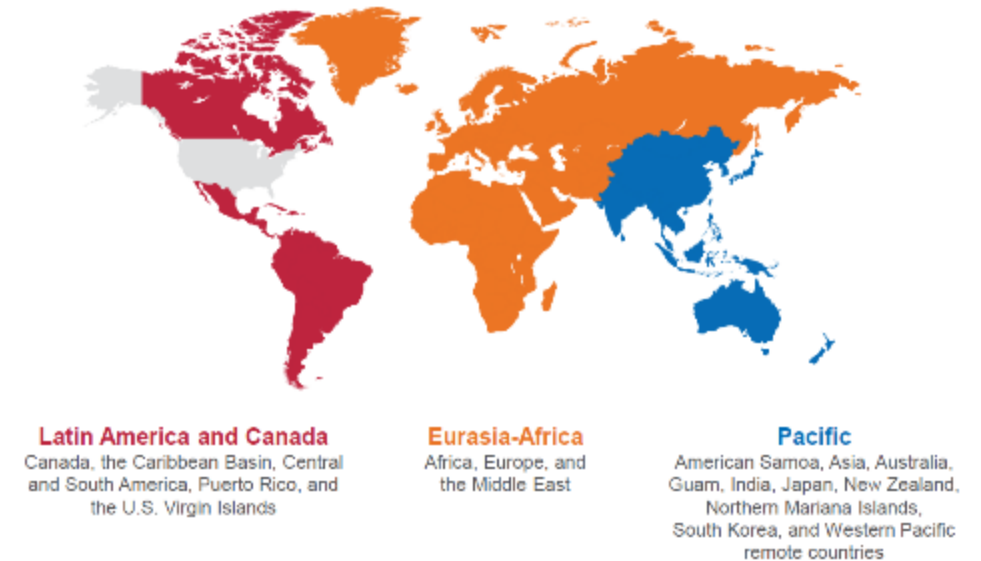 Latin America and Canada
Canada, the Caribbean Basin, Central
and South America, Puerto Rico, and
the U.S. Virgin Islands
Eurasia-Africa
Africa, Europe, and
the Middle East
Pacific
American Samoa, Asia, Australia,
Guam, India, Japan, New Zealand,
Northern Mariana Islands,
South Korea, and Western Pacific
remote countries